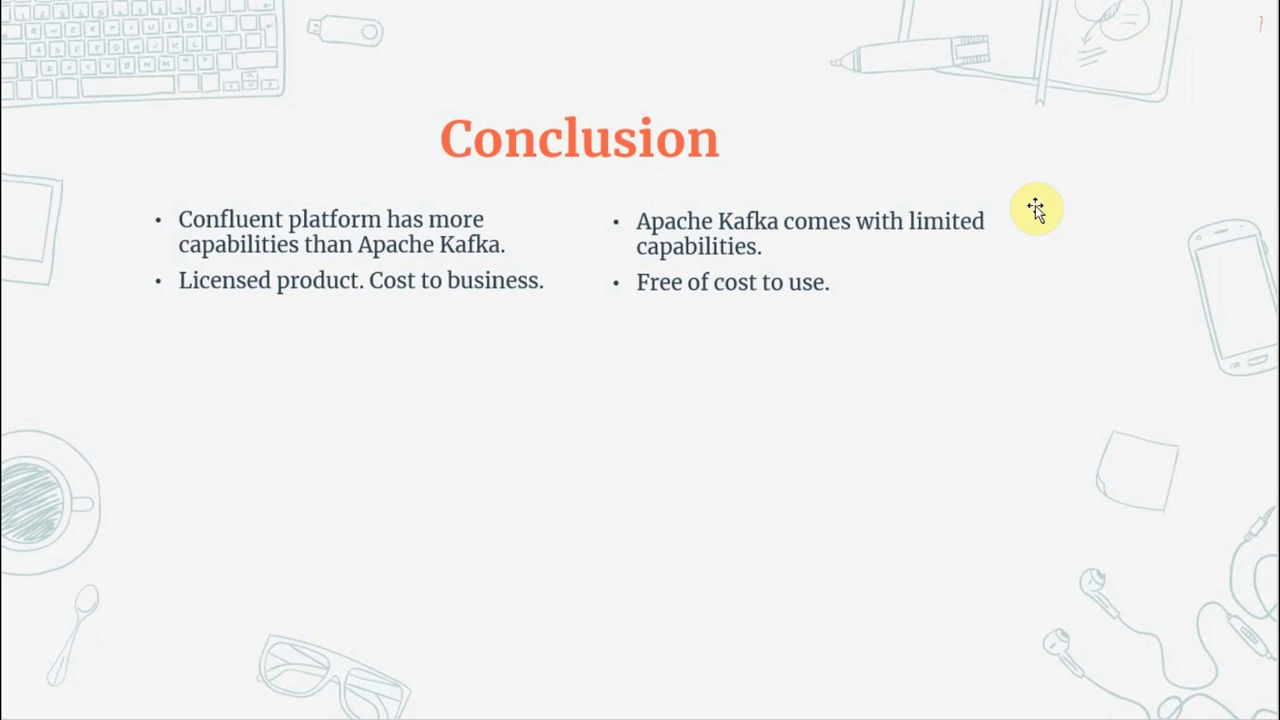 Conclusion
• Confluent platform has more
capabilities than Apache Kafka.
• Licensed product. Cost to business.
• Apache Kafka comes with limited
capabilities.
• Free of cost to use.